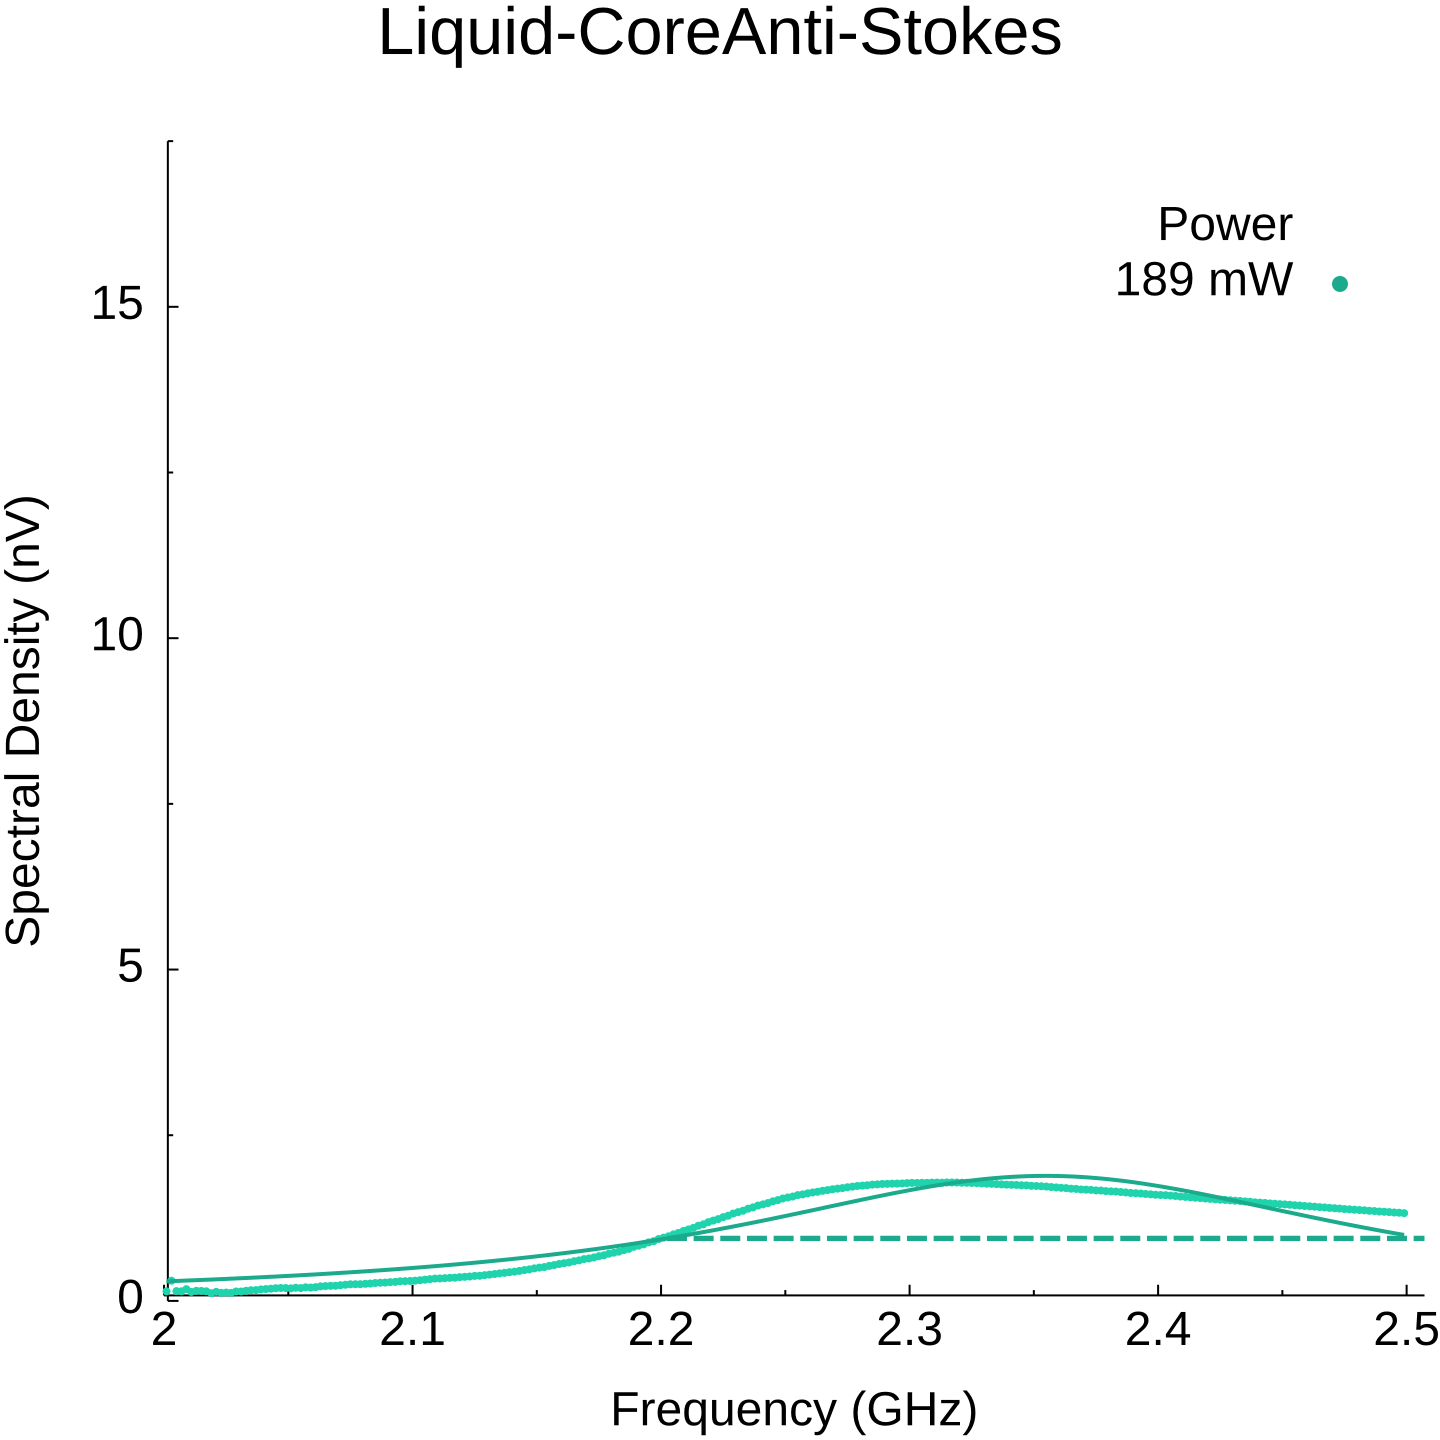 Liquid-CoreAnti-Stokes
Power
189 mW
15
10
5
0
Spectral Density (nV)
2 2.1 2.2 2.3 2.4 2.5
Frequency (GHz)